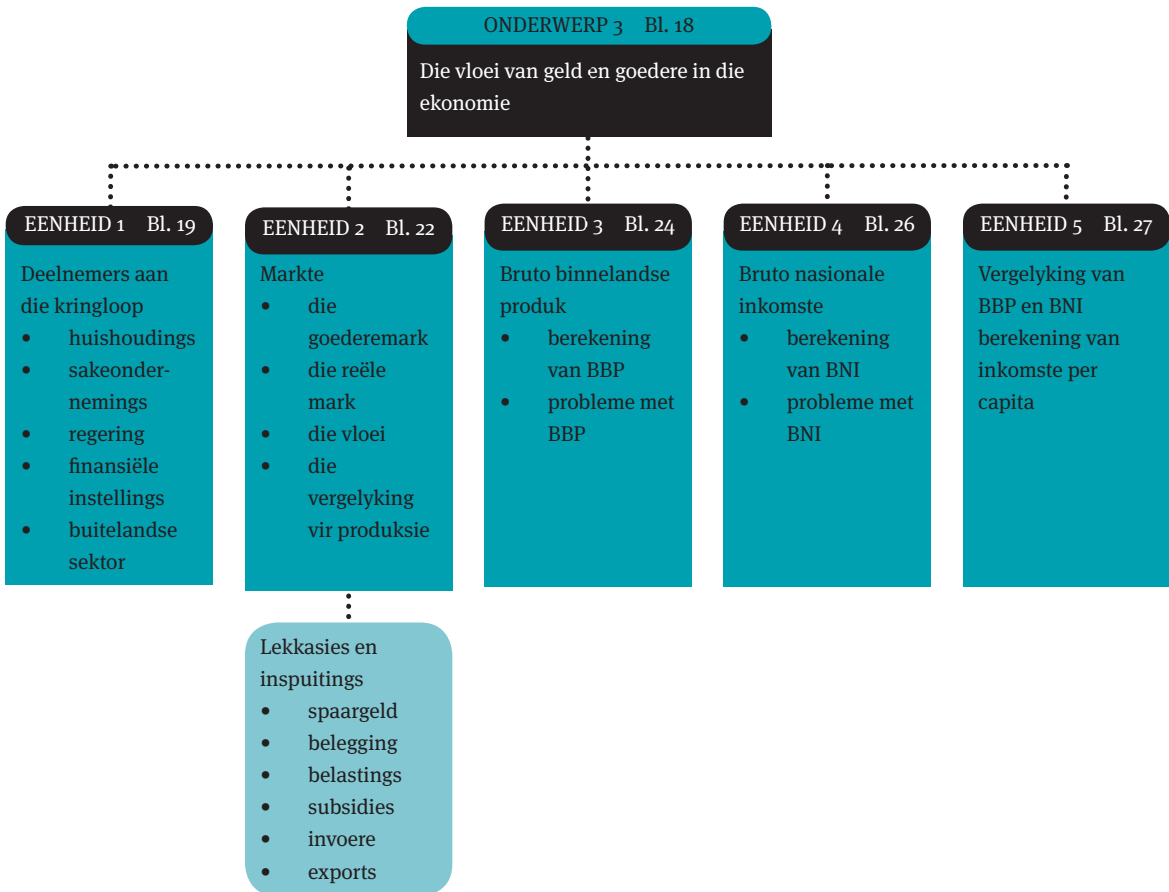 ONDERWERP 3 Bl. 18
Die vloei van geld en goedere in die
ekonomie
EENHEID 1 Bl. 19
Deelnemers aan
die kringloop
• huishoudings
• sakeonder-
nemings
• regering
• finansiële
instellings
• buitelandse
sektor
EENHEID 2 Bl. 22
Markte
• die
goederemark
• die reële
mark
• die vloei
• die
vergelyking
vir produksie
Lekkasies en
inspuitings
• spaargeld
• belegging
• belastings
• subsidies
• invoere
• exports
EENHEID 3 Bl. 24
Bruto binnelandse
produk
• berekening
van BBP
• probleme met
BBP
EENHEID 4 Bl. 26
Bruto nasionale
inkomste
• berekening
van BNI
• probleme met
BNI
EENHEID 5 Bl. 27
Vergelyking van
BBP en BNI
berekening van
inkomste per
capita